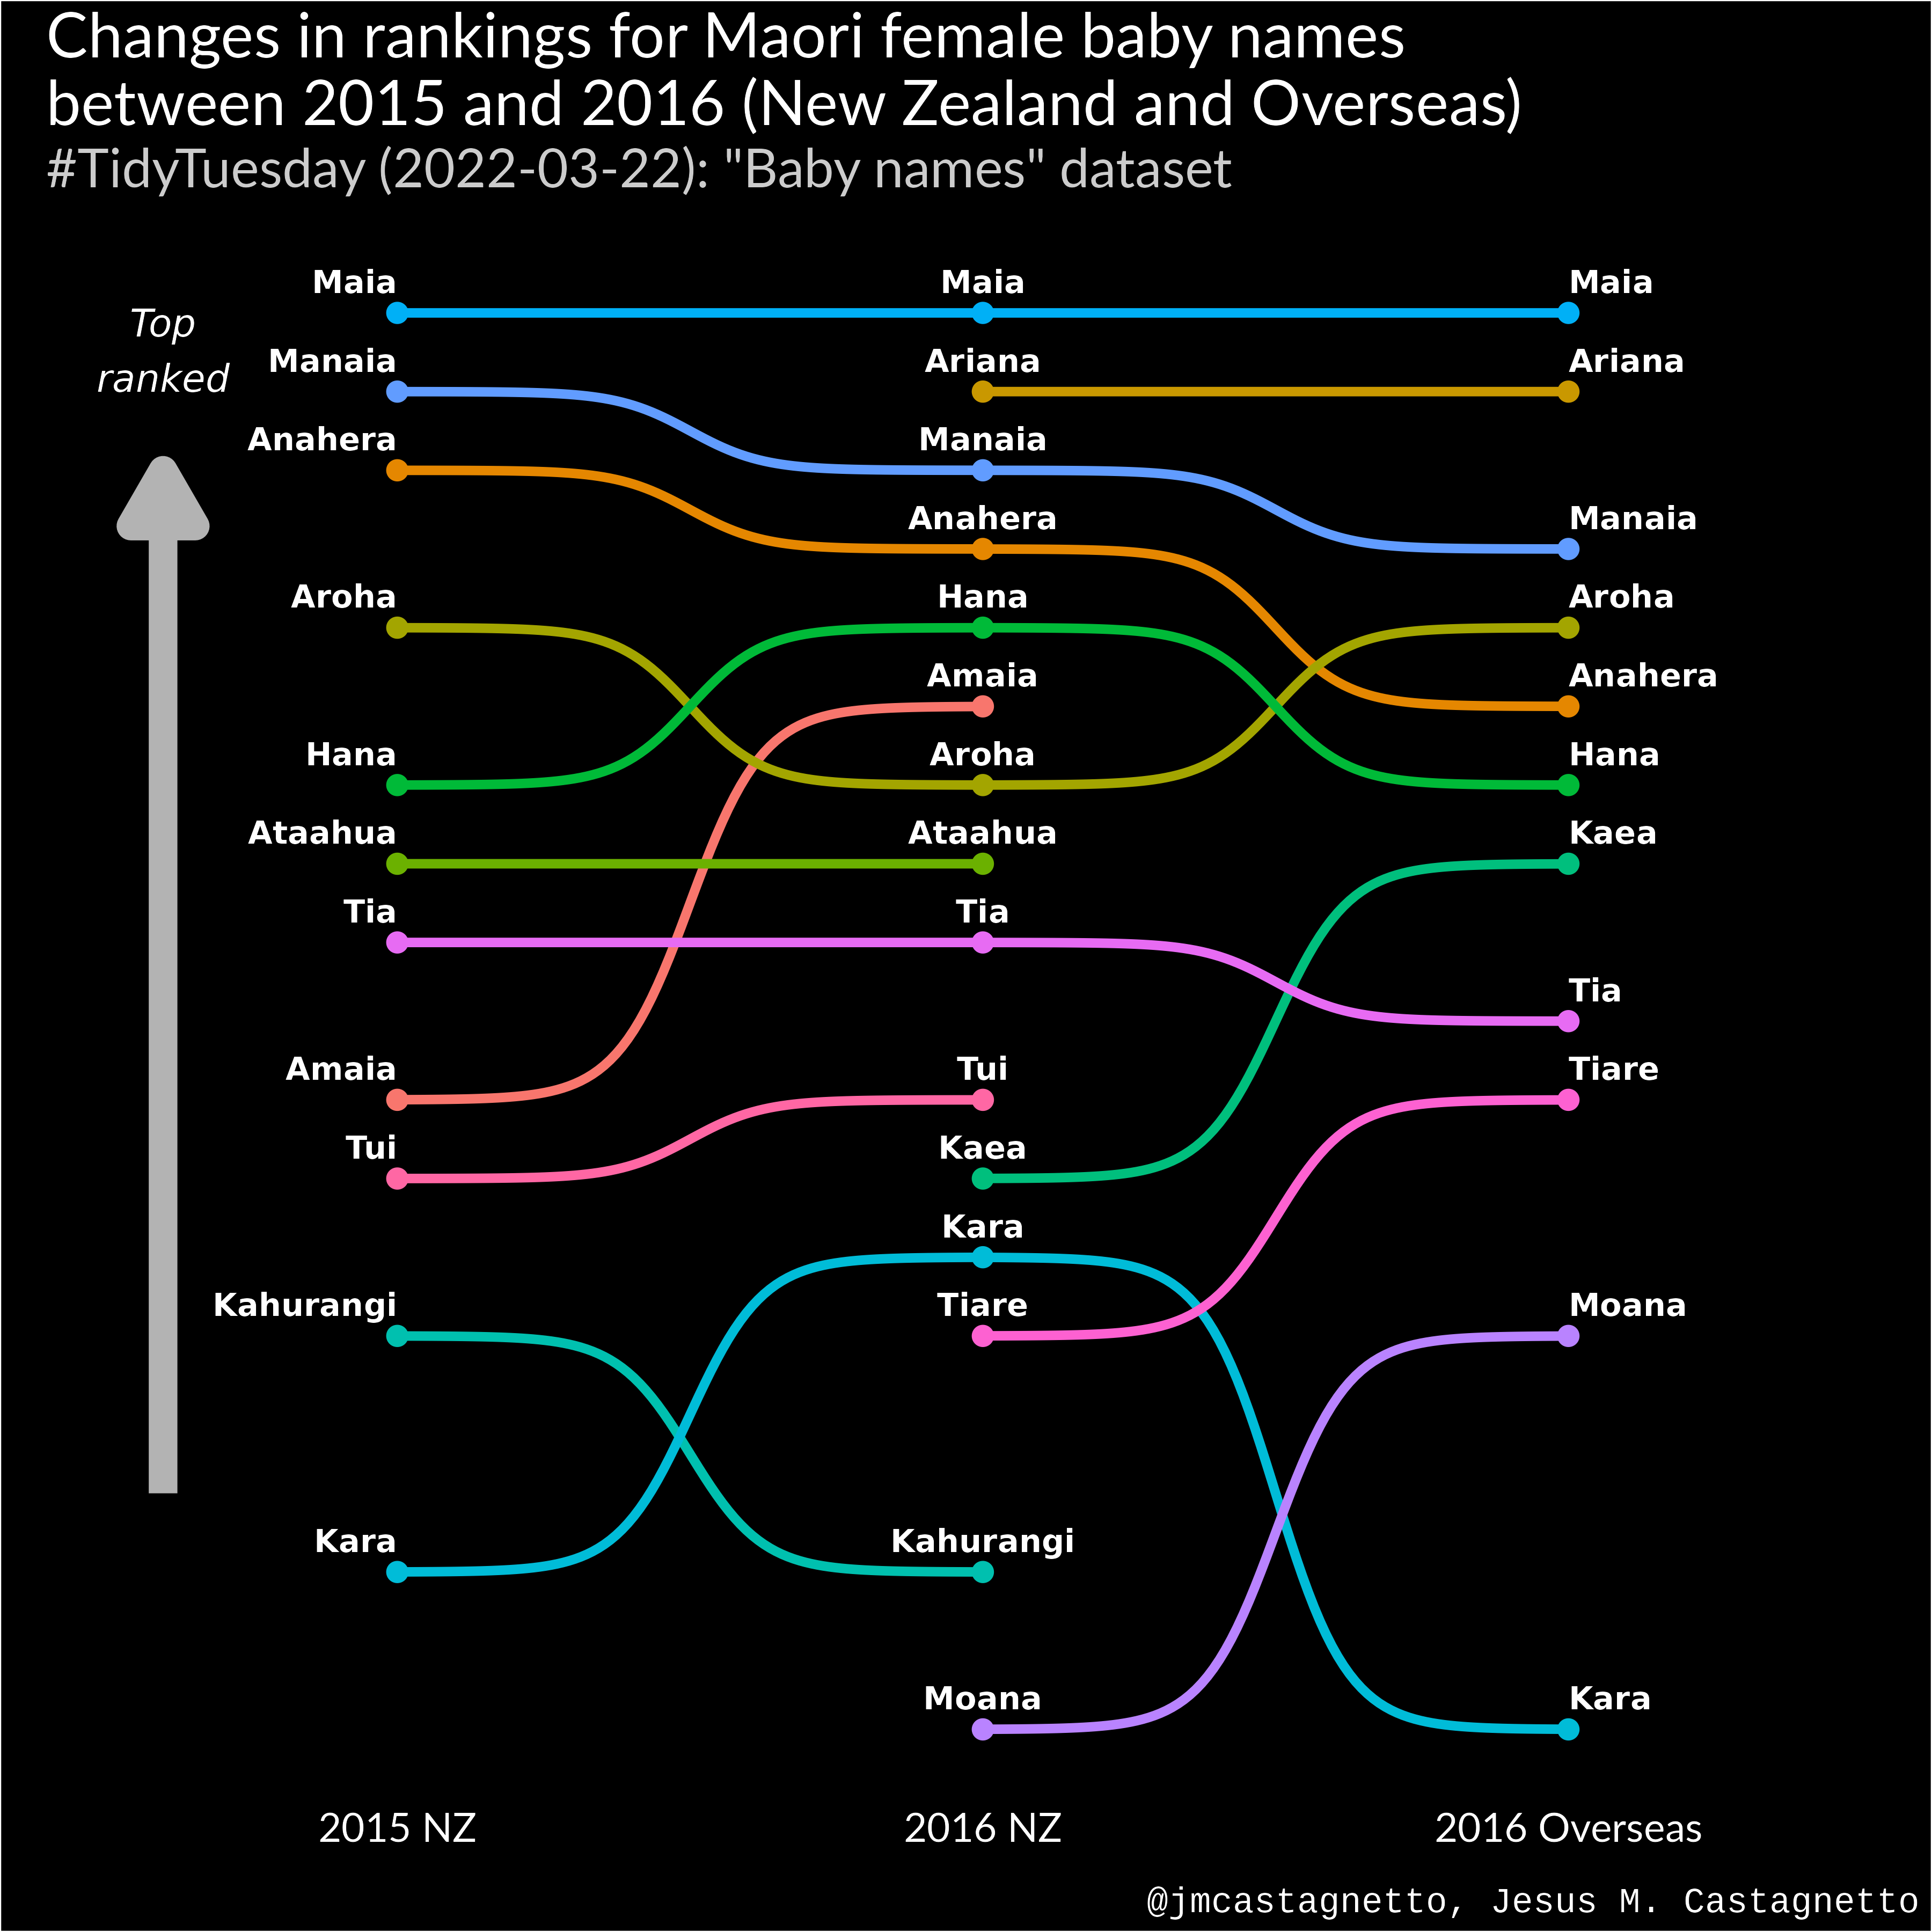 Changes in rankings for Maori female baby names
between 2015 and 2016 (New Zealand and Overseas)
#TidyTuesday (2022-03-22): "Baby names" dataset
Maia Maia Maia
Top
ranked
Manaia Ariana Ariana
Anahera Manaia
Anahera Manaia
Aroha Hana Aroha
Amaia Anahera
Hana Aroha Hana
Ataahua Ataahua Kaea
Tia Tia
Tia
Amaia Tui Tiare
Tui Kaea
Kara
Kahurangi Tiare Moana
Kara Kahurangi
Moana Kara
2015 NZ 2016 NZ 2016 Overseas
@jmcastagnetto, Jesus M. Castagnetto